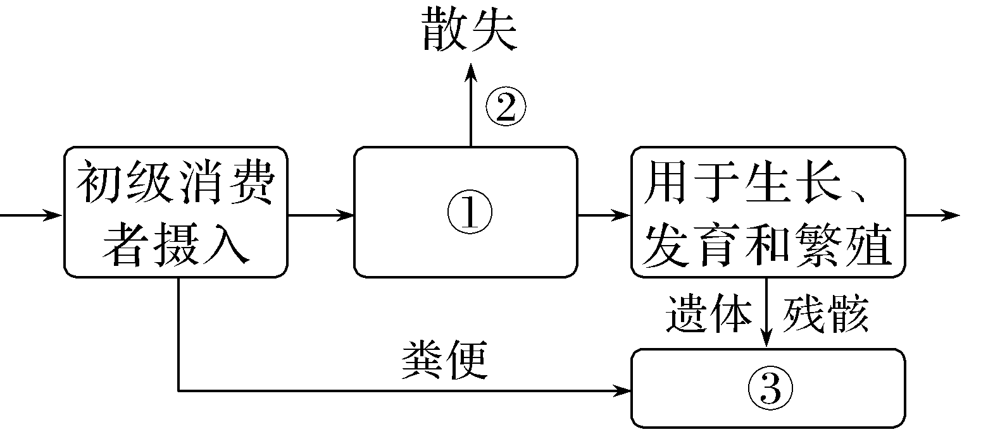 散失
②
初级消费
者摄入
①
用于生长、
发育和繁殖
遗体 残骸
粪便
③